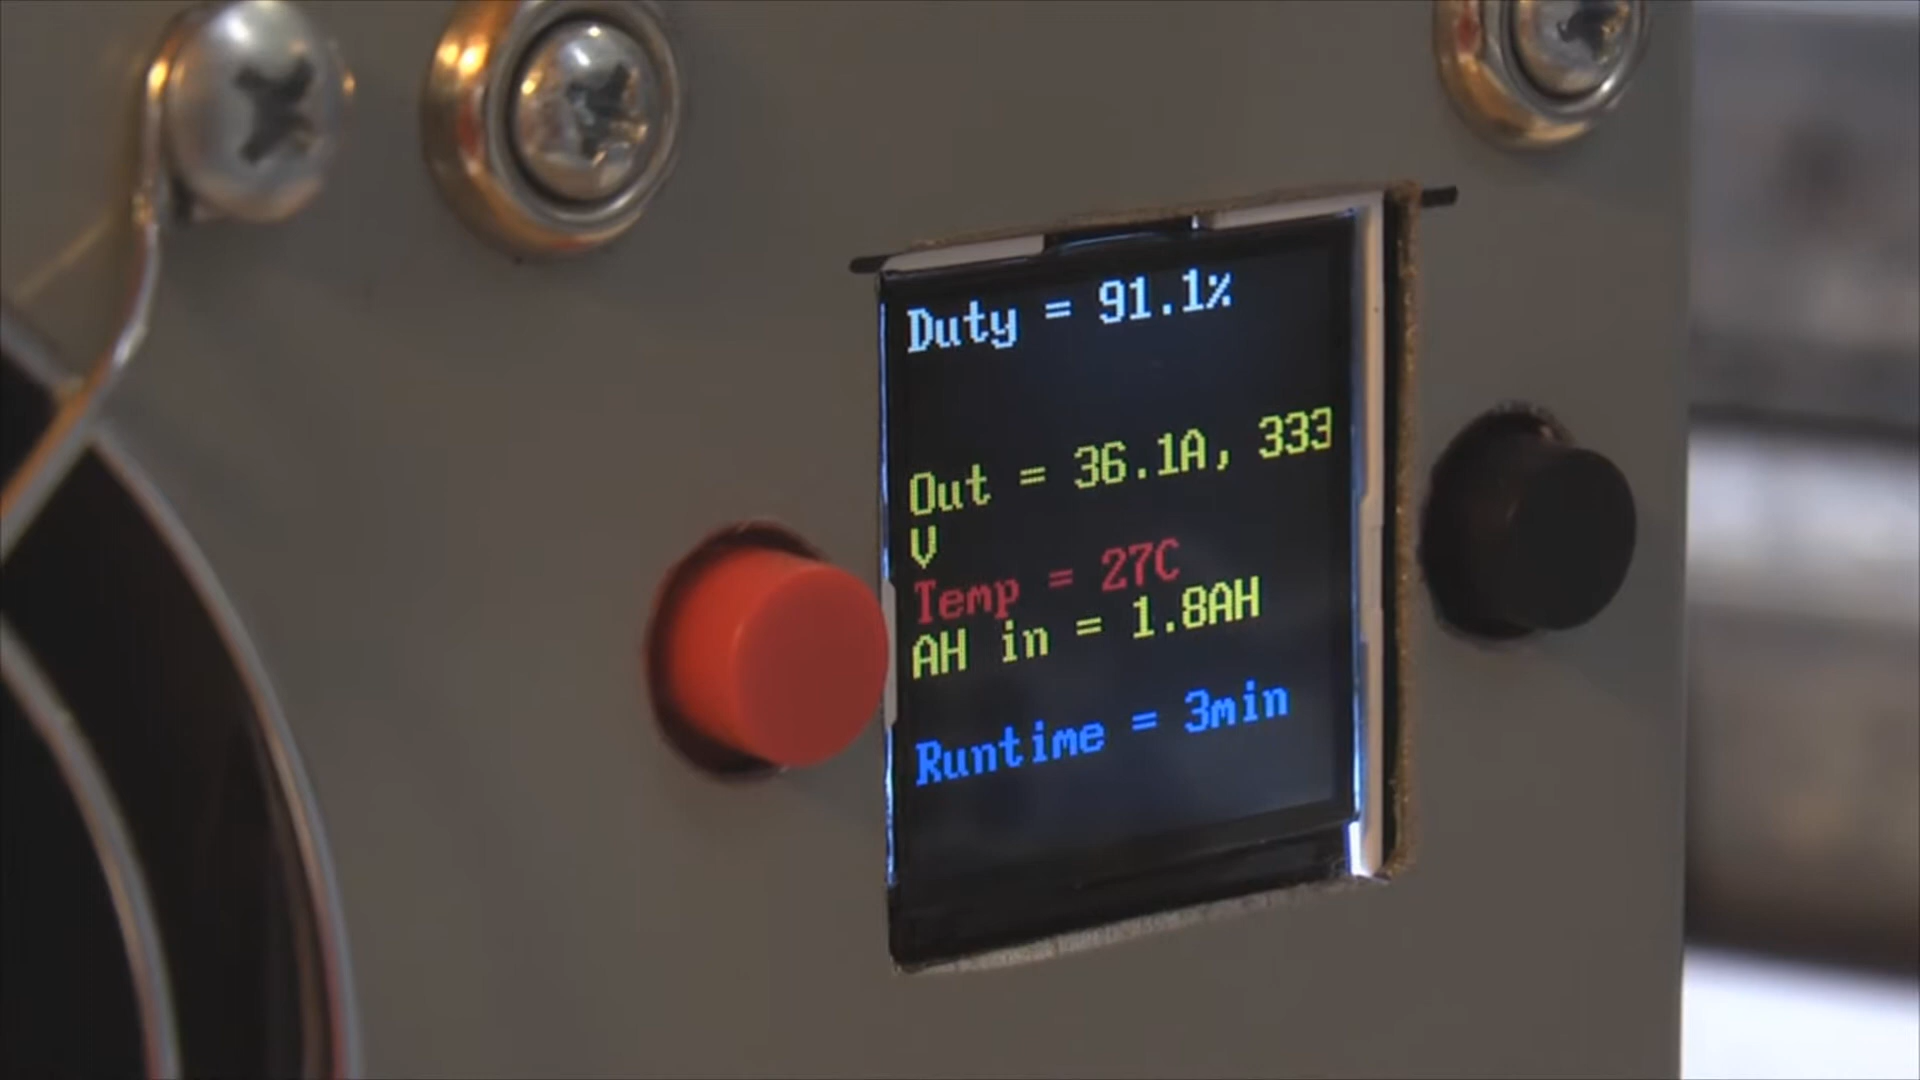 Duty = 91.1%
Out = 36.1A, 333
V
Temp = 27C
AH in = 1.8AH
Runtime = 3min